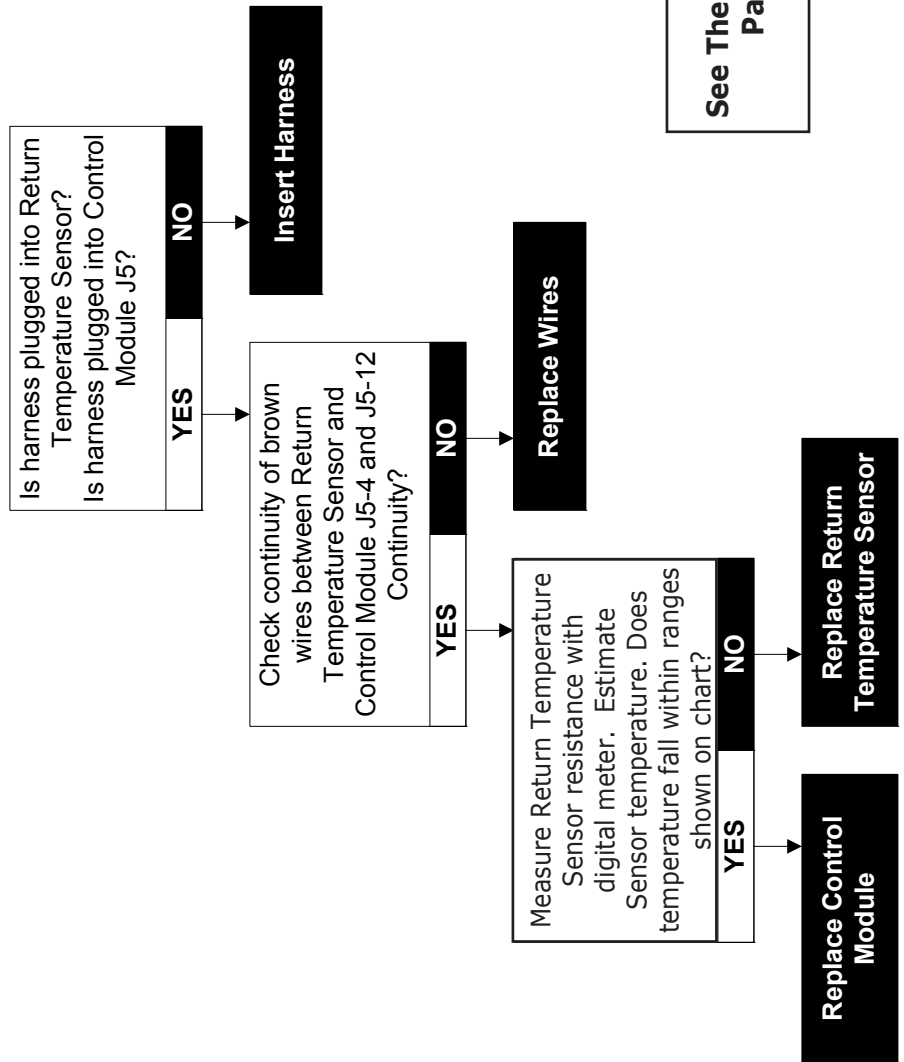 Is harness plugged into Return
Temperature Sensor?
Is harness plugged into Control
Module J5?
YES
NO
Insert Harness
Check continuity of brown
wires between Return
Temperature Sensor and
Control Module J5-4 and J5-12
Continuity?
YES
NO
Replace Wires
Measure Return Temperature
Sensor resistance with
digital meter. Estimate
Sensor temperature. Does
temperature fall within ranges
shown on chart?
YES
NO
Replace Control
Module
Replace Return
Temperature Sensor
See The